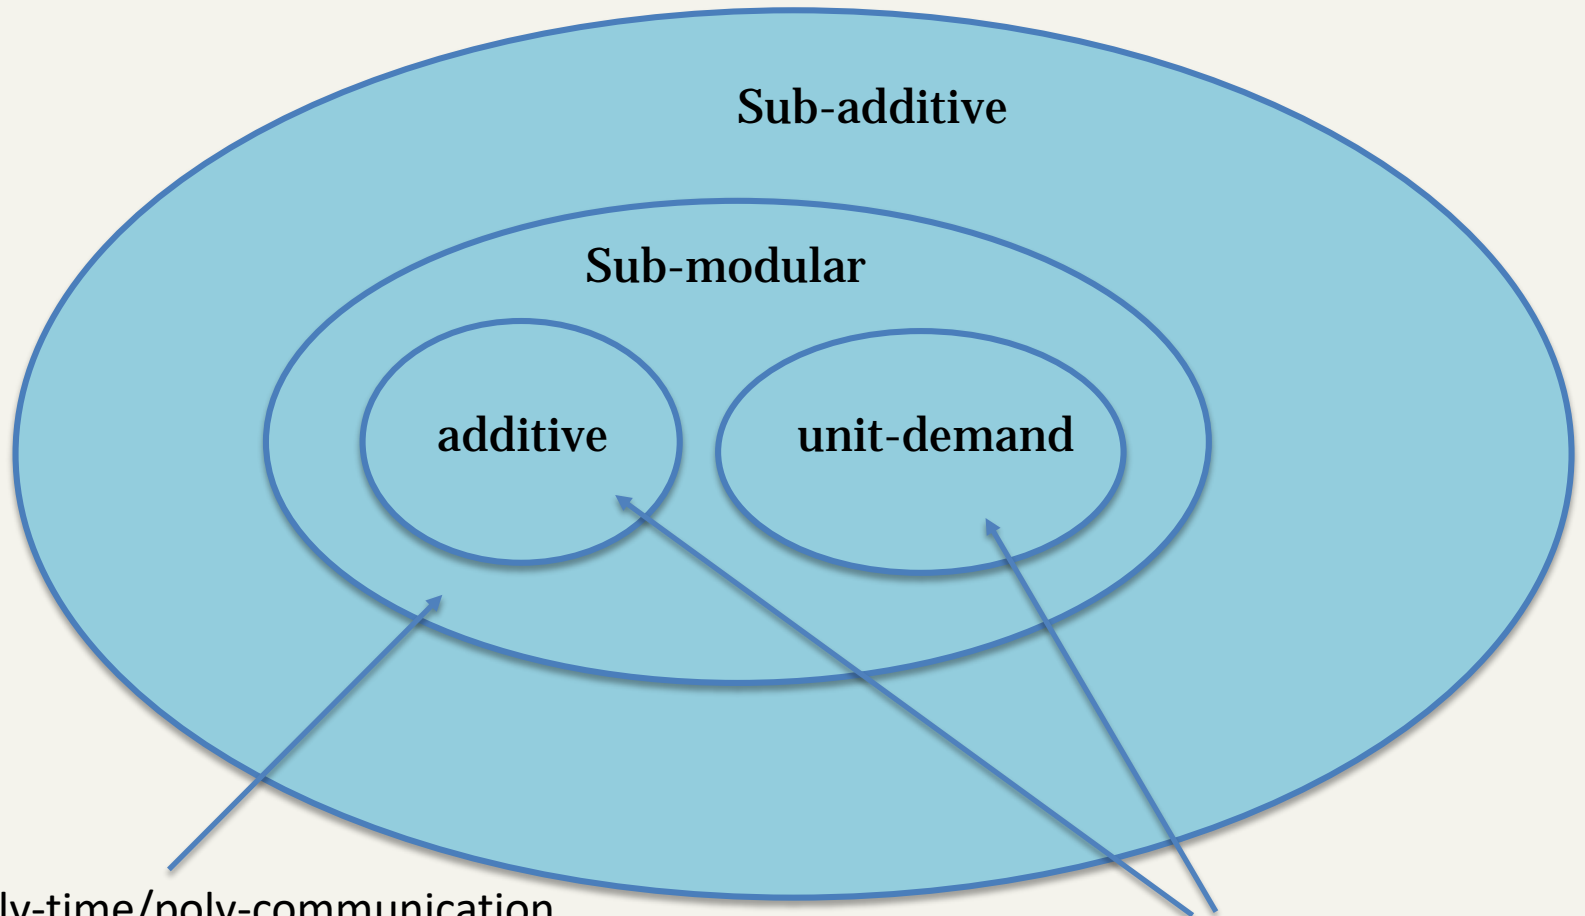 Sub-additive
Sub-modular
additive
unit-demand
ly-time/poly-communication